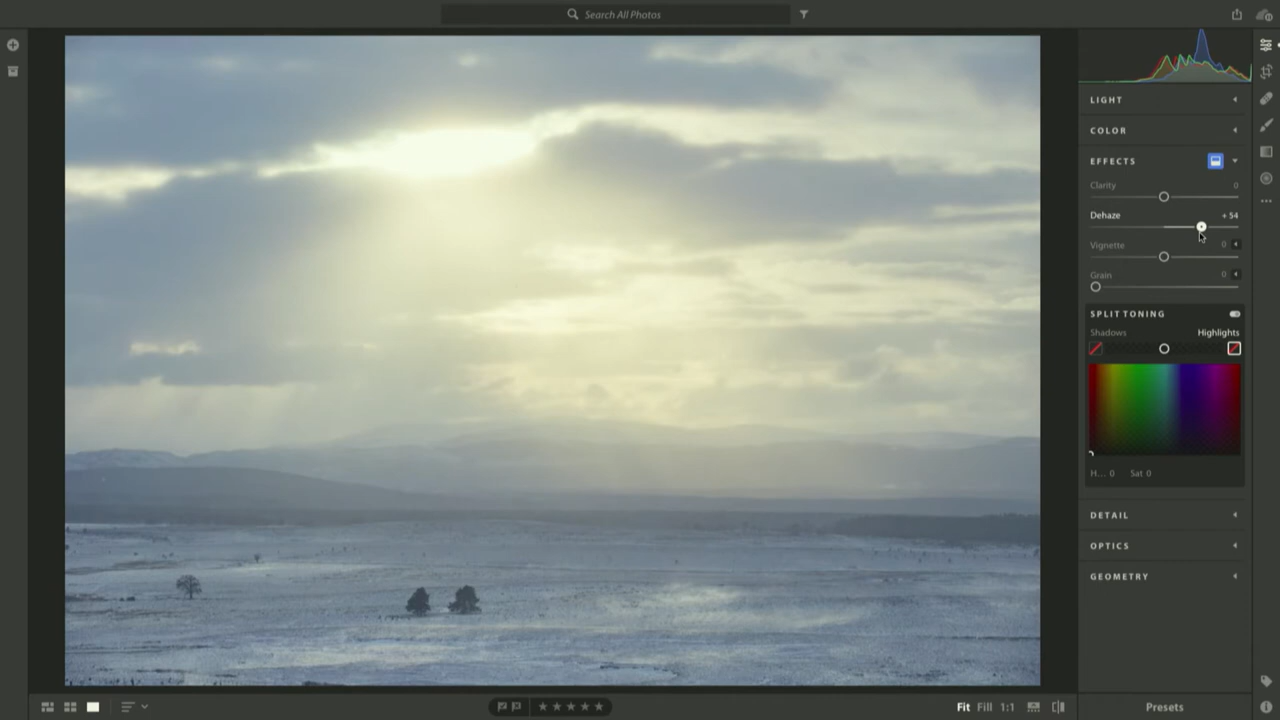 Search All Photos
LIGHT
COLOR
EFFECTS
Clarity 0
Dehaze + 54
Vignette 0
Grain 0
SPLIT TONING
Shadows Highlights
H... 0 Sat 0
DETAIL
OPTICS
GEOMETRY
Fit Fill 1:1
Presets